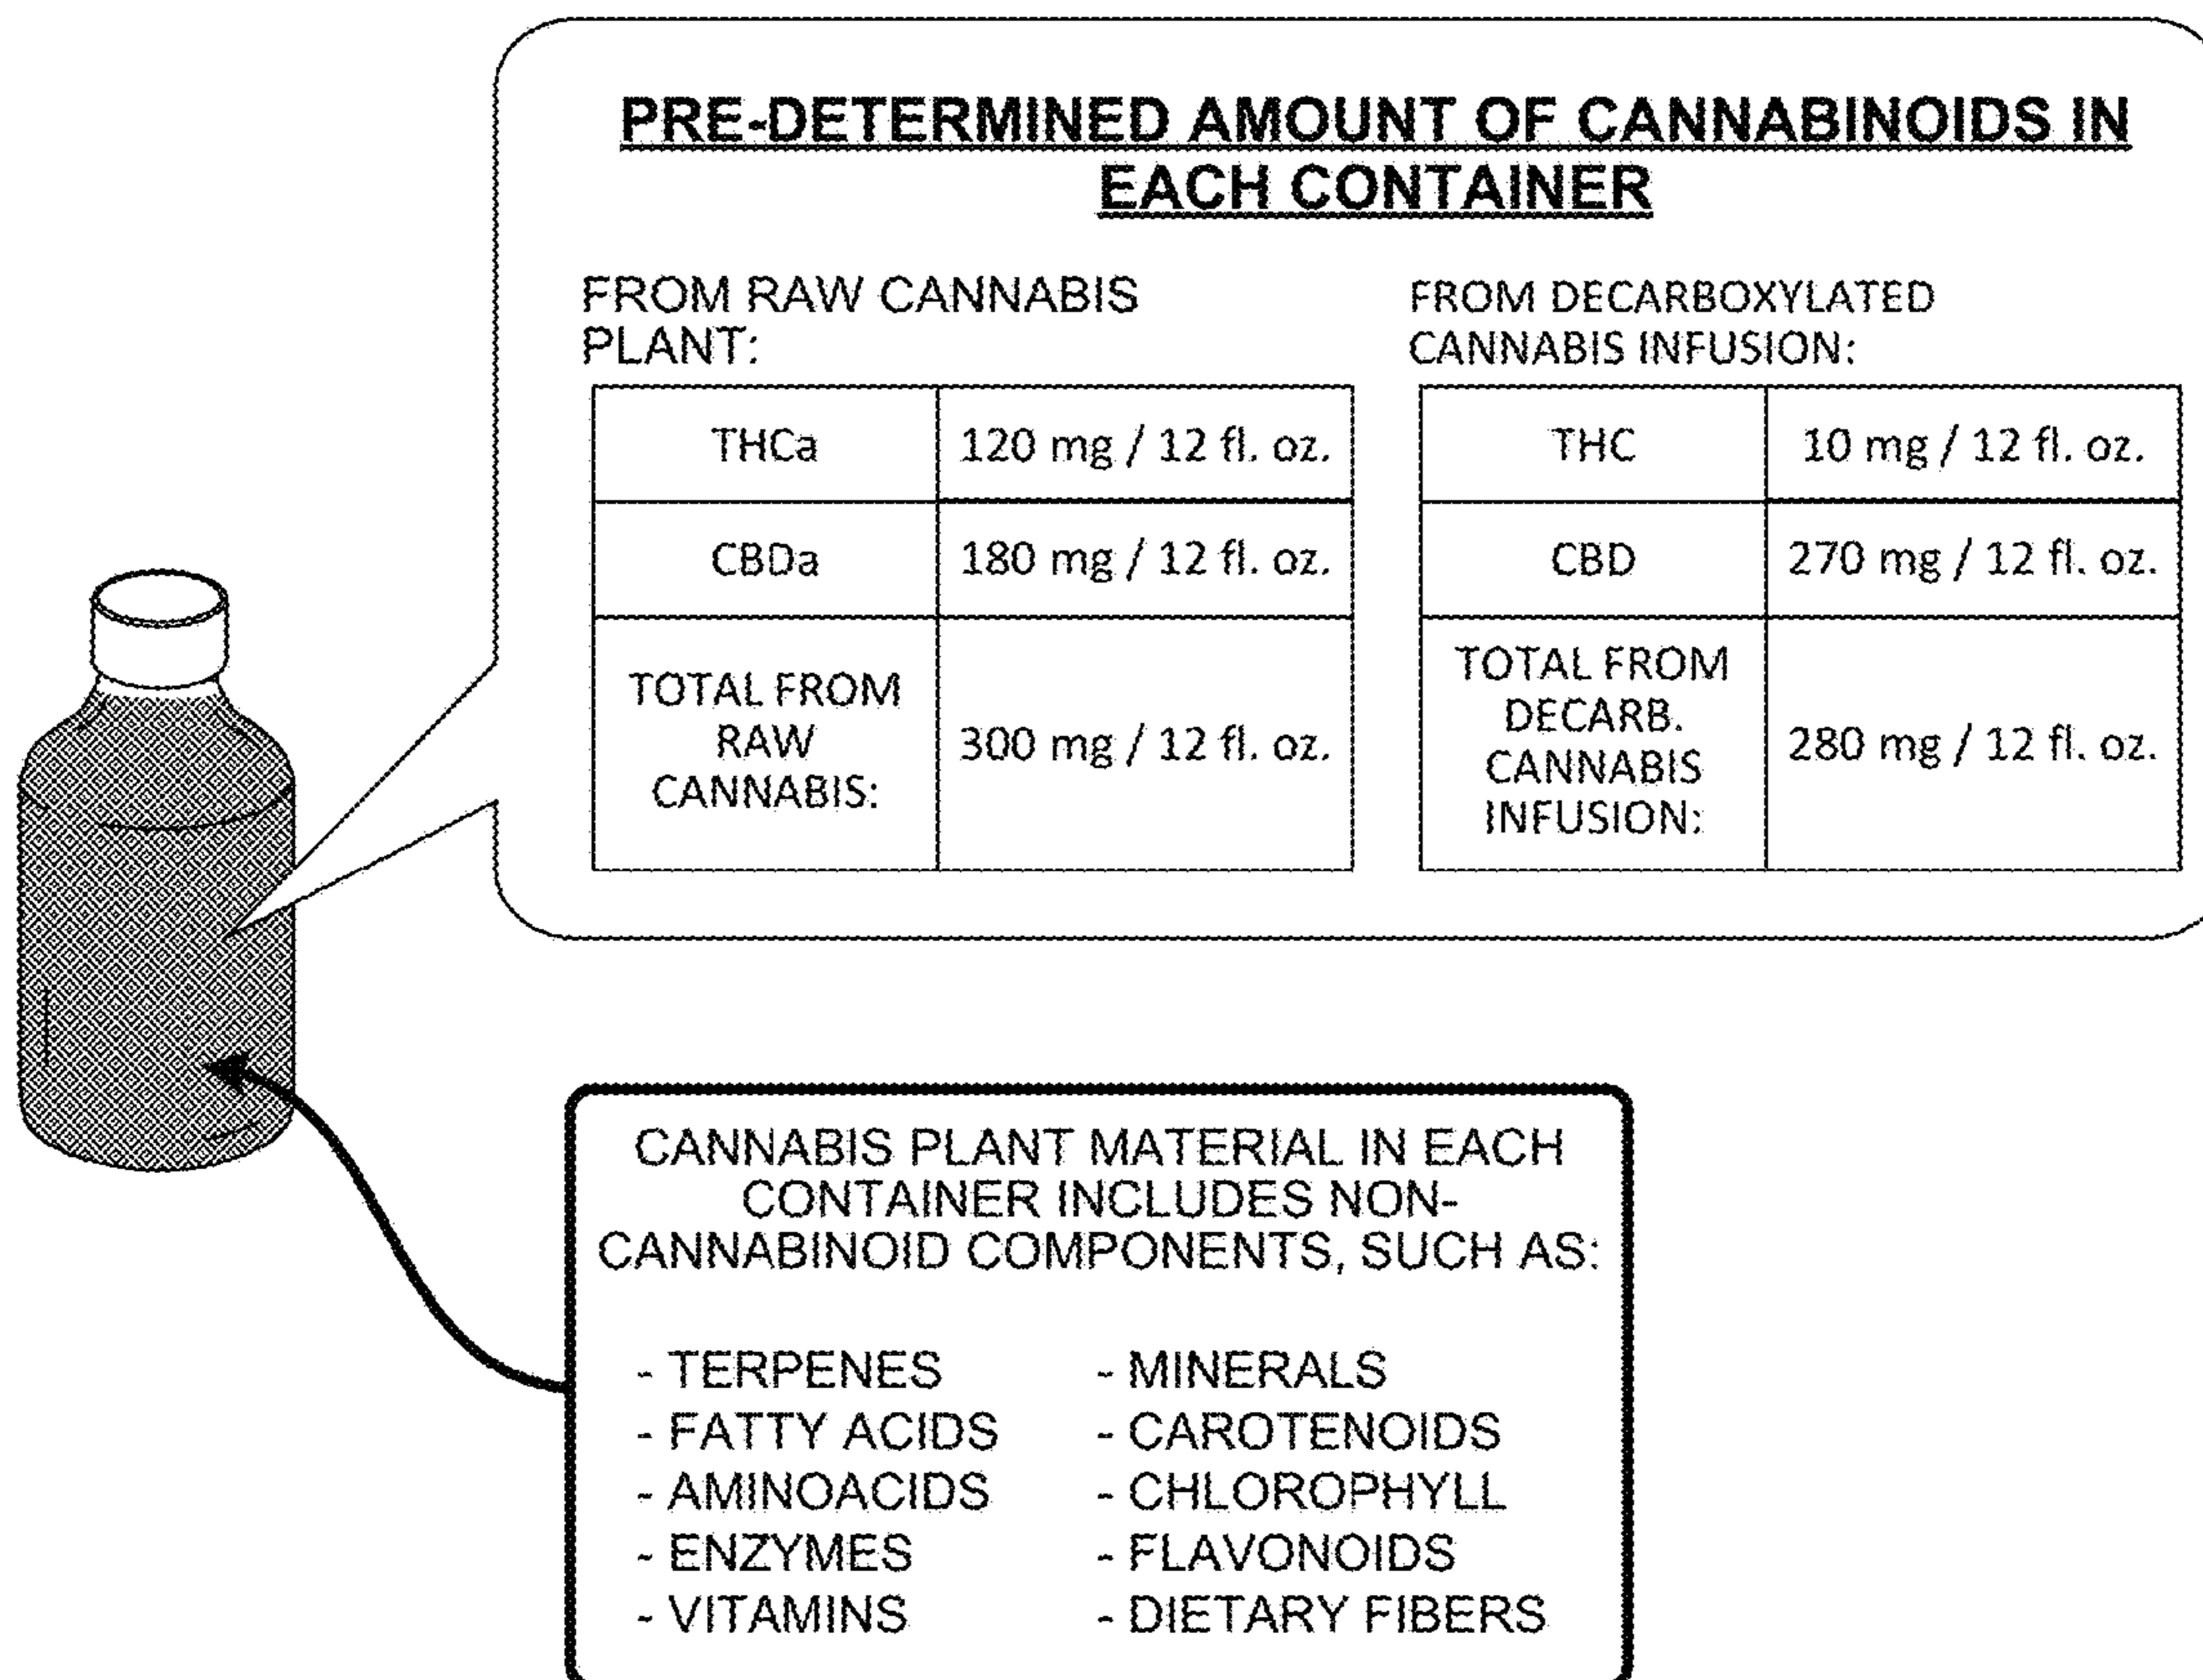 PRE-DETERMINED AMOUNT OF CANNABINOIDS IN
EACH CONTAINER
FROM RAW CANNABIS
PLANT:
THCa 120 mg / 12 fl. oz.
CBDa 180 mg / 12 fl. oz.
TOTAL FROM
RAW
CANNABIS:
300 mg / 12 fl. oz.
FROM DECARBOXYLATED
CANNABIS INFUSION:
THC 10 mg / 12 fl. oz.
CBD 270 mg / 12 fl. oz.
TOTAL FROM
DECARB.
CANNABIS
INFUSION:
280 mg / 12 fl. oz.
CANNABIS PLANT MATERIAL IN EACH
CONTAINER INCLUDES NON-
CANNABINOID COMPONENTS, SUCH AS:
- TERPENES
- FATTY ACIDS
- AMINOACIDS
- ENZYMES
- VITAMINS
- MINERALS
- CAROTENOIDS
- CHLOROPHYLL
- FLAVONOIDS
- DIETARY FIBERS